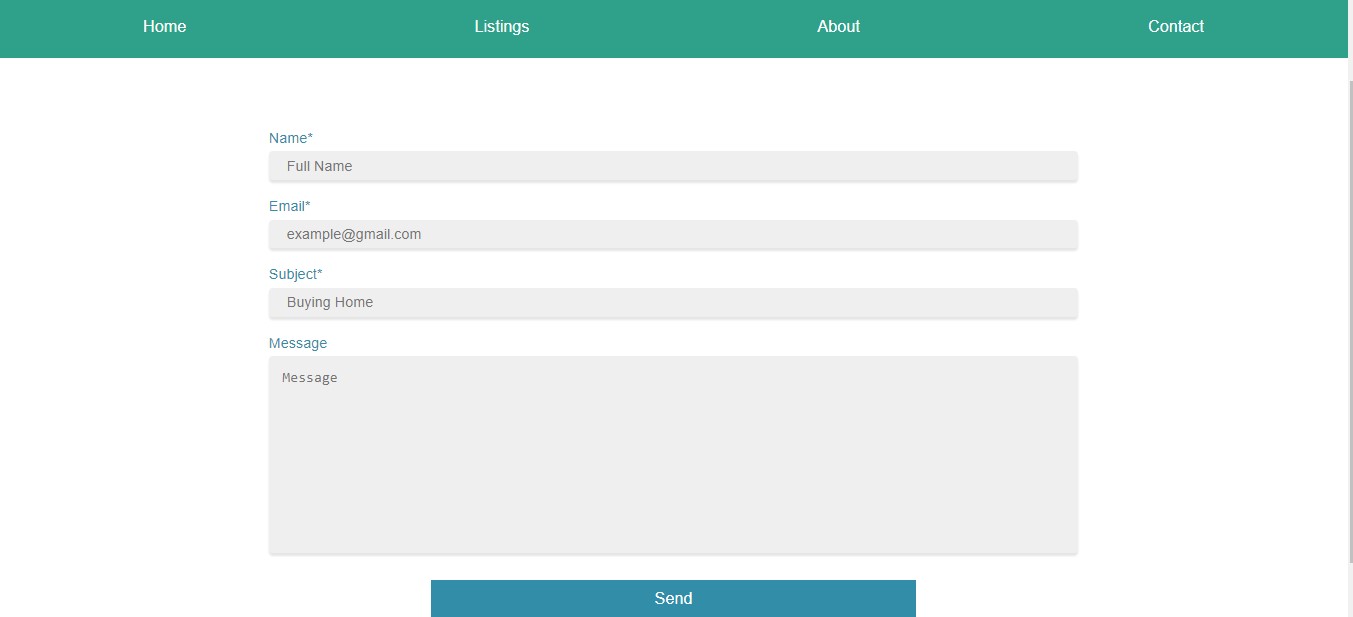 Home Listings About Contact
Name*
Full Name
Email*
example@gmail.com
Subject*
Buying Home
Message
Message
Send